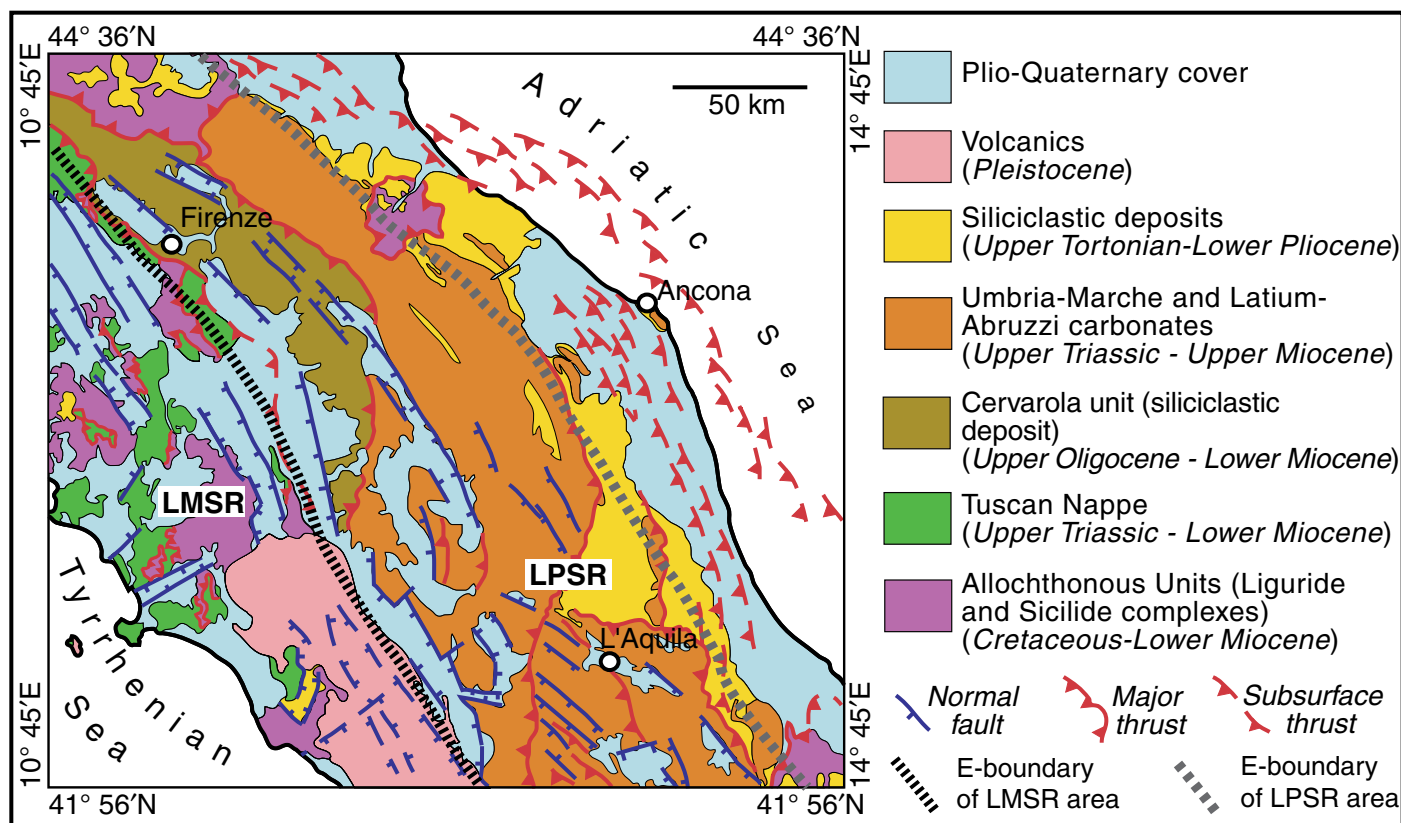 44° 36′N
44° 36′N
10° 45′E
14° 45′E
Adriatic Sea
50 km
Firenze
Ancona
LMSR
LPSR
L'Aquila
Tyrrhenian
Sea
10° 45′E
14° 45′E
41° 56′N
41° 56′N
Plio-Quaternary cover
Volcanics
(Pleistocene)
Siliciclastic deposits
(Upper Tortonian-Lower Pliocene)
Umbria-Marche and Latium-
Abruzzi carbonates
(Upper Triassic - Upper Miocene)
Cervarola unit (siliciclastic
deposit)
(Upper Oligocene - Lower Miocene)
Tuscan Nappe
(Upper Triassic - Lower Miocene)
Allochthonous Units (Liguride
and Sicilide complexes)
(Cretaceous-Lower Miocene)
Normal
fault
Major
thrust
Subsurface
thrust
E-boundary
of LMSR area
E-boundary
of LPSR area